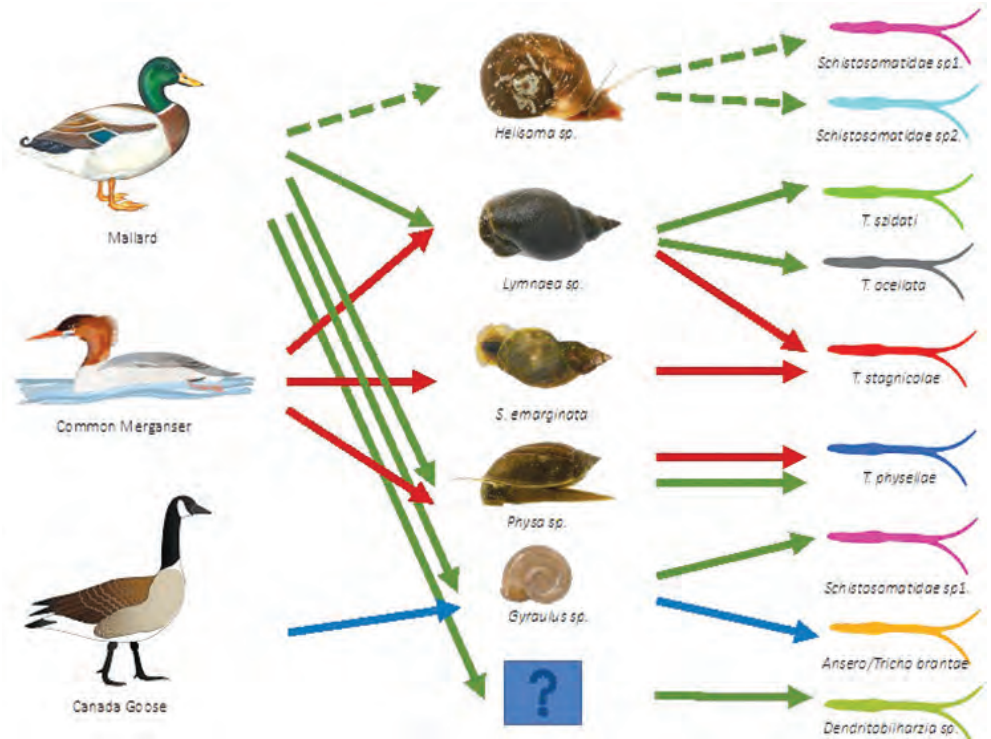 Mallard
Common Merganser
Canada Goose
Helisoma sp.
Lymnaea sp.
S. emarginata
Physa sp.
Gyraulus sp.
?
Schistosomatidae sp1.
Schistosomatidae sp2.
T. szidati
T. ocellata
T. stagnicolae
T. physellae
Schistosomatidae sp1.
Ansero/Tricho brantae
Dendritobilharzia sp.